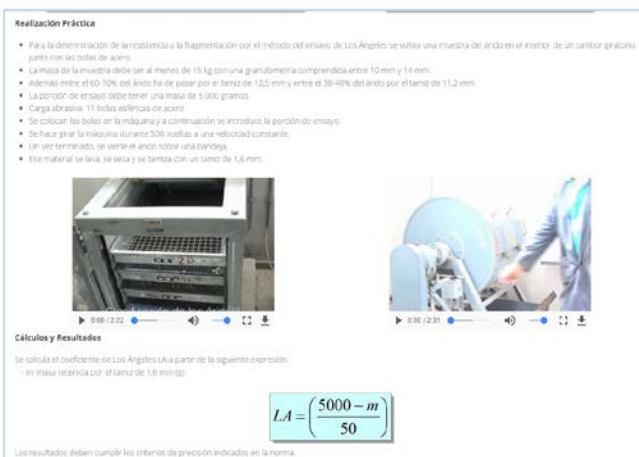 Realización Práctica
Para la determinación de la resistencia a la fragmentación por el método del ensayo de Los Ángeles se voltea una muestra del árido en el interior de un tambor giratorio
junto con las bolas de acero.
La masa de la muestra debe ser al menos de 15 kg con una granulometría comprendida entre 10 mm y 14 mm.
Además entre el 60-70% del árido ha de pasar por el tamiz de 12,5 mm y entre el 30-40% del árido por el tamiz de 11,2 mm
La porción de ensayo debe tener una masa de 5.000 gramos.
Carga abrasiva: 11 bolas esféricas de acero.
Se colocan las bolas en la máquina y a continuación se introduce la porción de ensayo.
Se hace girar la máquina durante 500 vueltas a una velocidad constante.
Un vez terminado, se vierte el árido sobre una bandeja.
Ese material se lava, se seca y se tamiza con un tamiz de 1,6 mm.
0:00 / 2:22
0:00 / 2:31
Cálculos y Resultados
Se calcula el coeficiente de Los Ángeles LA a partir de la siguiente expresión:
- m: masa retenida por el tamiz de 1,6 mm (g)
LA = ( 5000 − m / 50 )
Los resultados deben cumplir los criterios de precisión indicados en la norma.